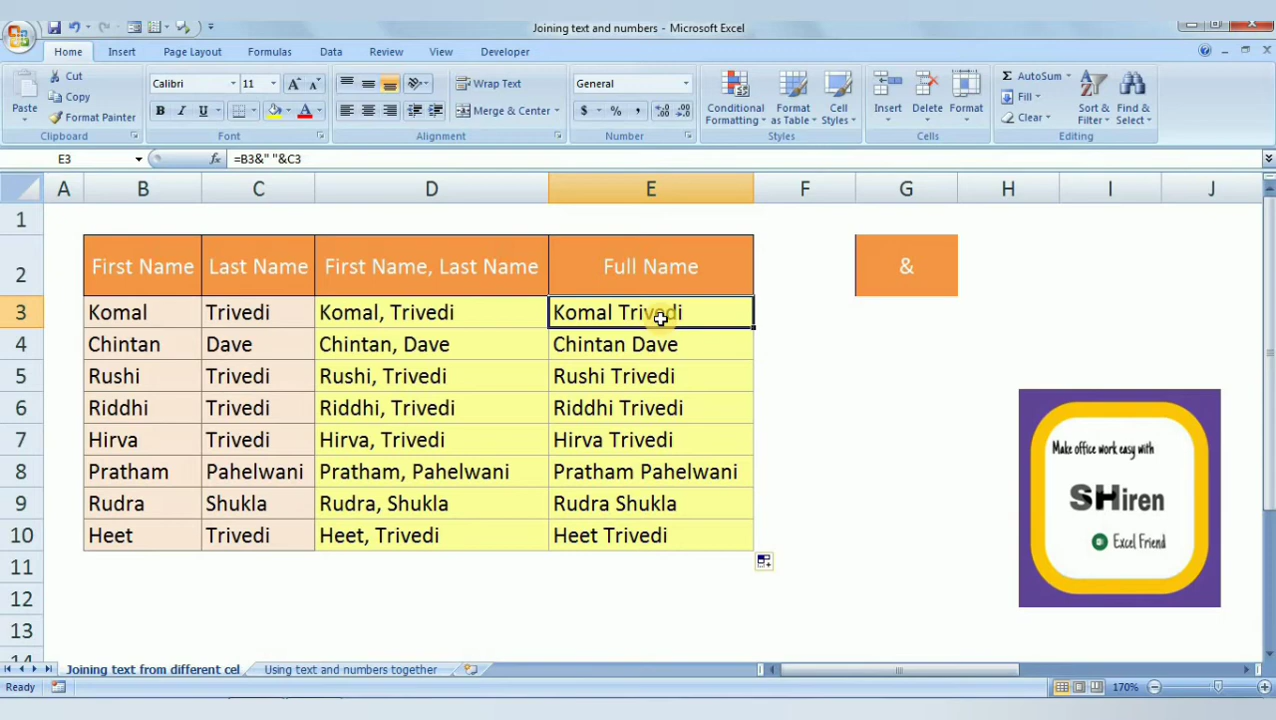 Joining text and numbers - Microsoft Excel
Home Insert Page Layout Formulas Data Review View Developer
Paste Cut Copy Format Painter
Calibri 11
B I U
Wrap Text
Merge & Center
General
$ % ,
Conditional Formatting Format as Table Cell Styles
Insert Delete Format
Σ AutoSum
Fill
Clear
Sort & Filter Find & Select
Clipboard Font Alignment Number Styles Cells Editing
E3 fx =B3&" "&C3
A B C D E F G H I J
1
2 First Name Last Name First Name, Last Name Full Name &
3 Komal Trivedi Komal, Trivedi Komal Trivedi
4 Chintan Dave Chintan, Dave Chintan Dave
5 Rushi Trivedi Rushi, Trivedi Rushi Trivedi
6 Riddhi Trivedi Riddhi, Trivedi Riddhi Trivedi
7 Hirva Trivedi Hirva, Trivedi Hirva Trivedi
8 Pratham Pahelwani Pratham, Pahelwani Pratham Pahelwani
9 Rudra Shukla Rudra, Shukla Rudra Shukla
10 Heet Trivedi Heet, Trivedi Heet Trivedi
11
12
13
14
Make office work easy with
SHiren
Excel Friend
Joining text from different cel Using text and numbers together
Ready 170%